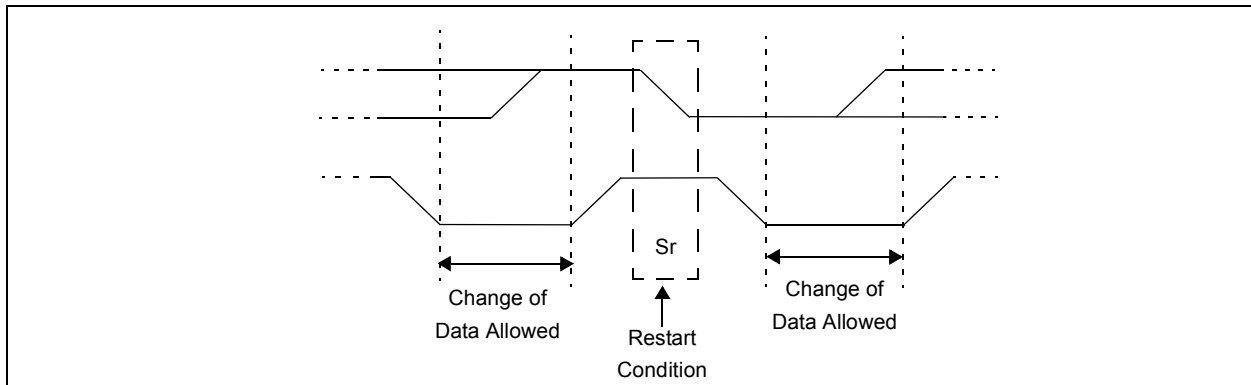 Sr
Change of
Data Allowed
Restart
Condition
Change of
Data Allowed